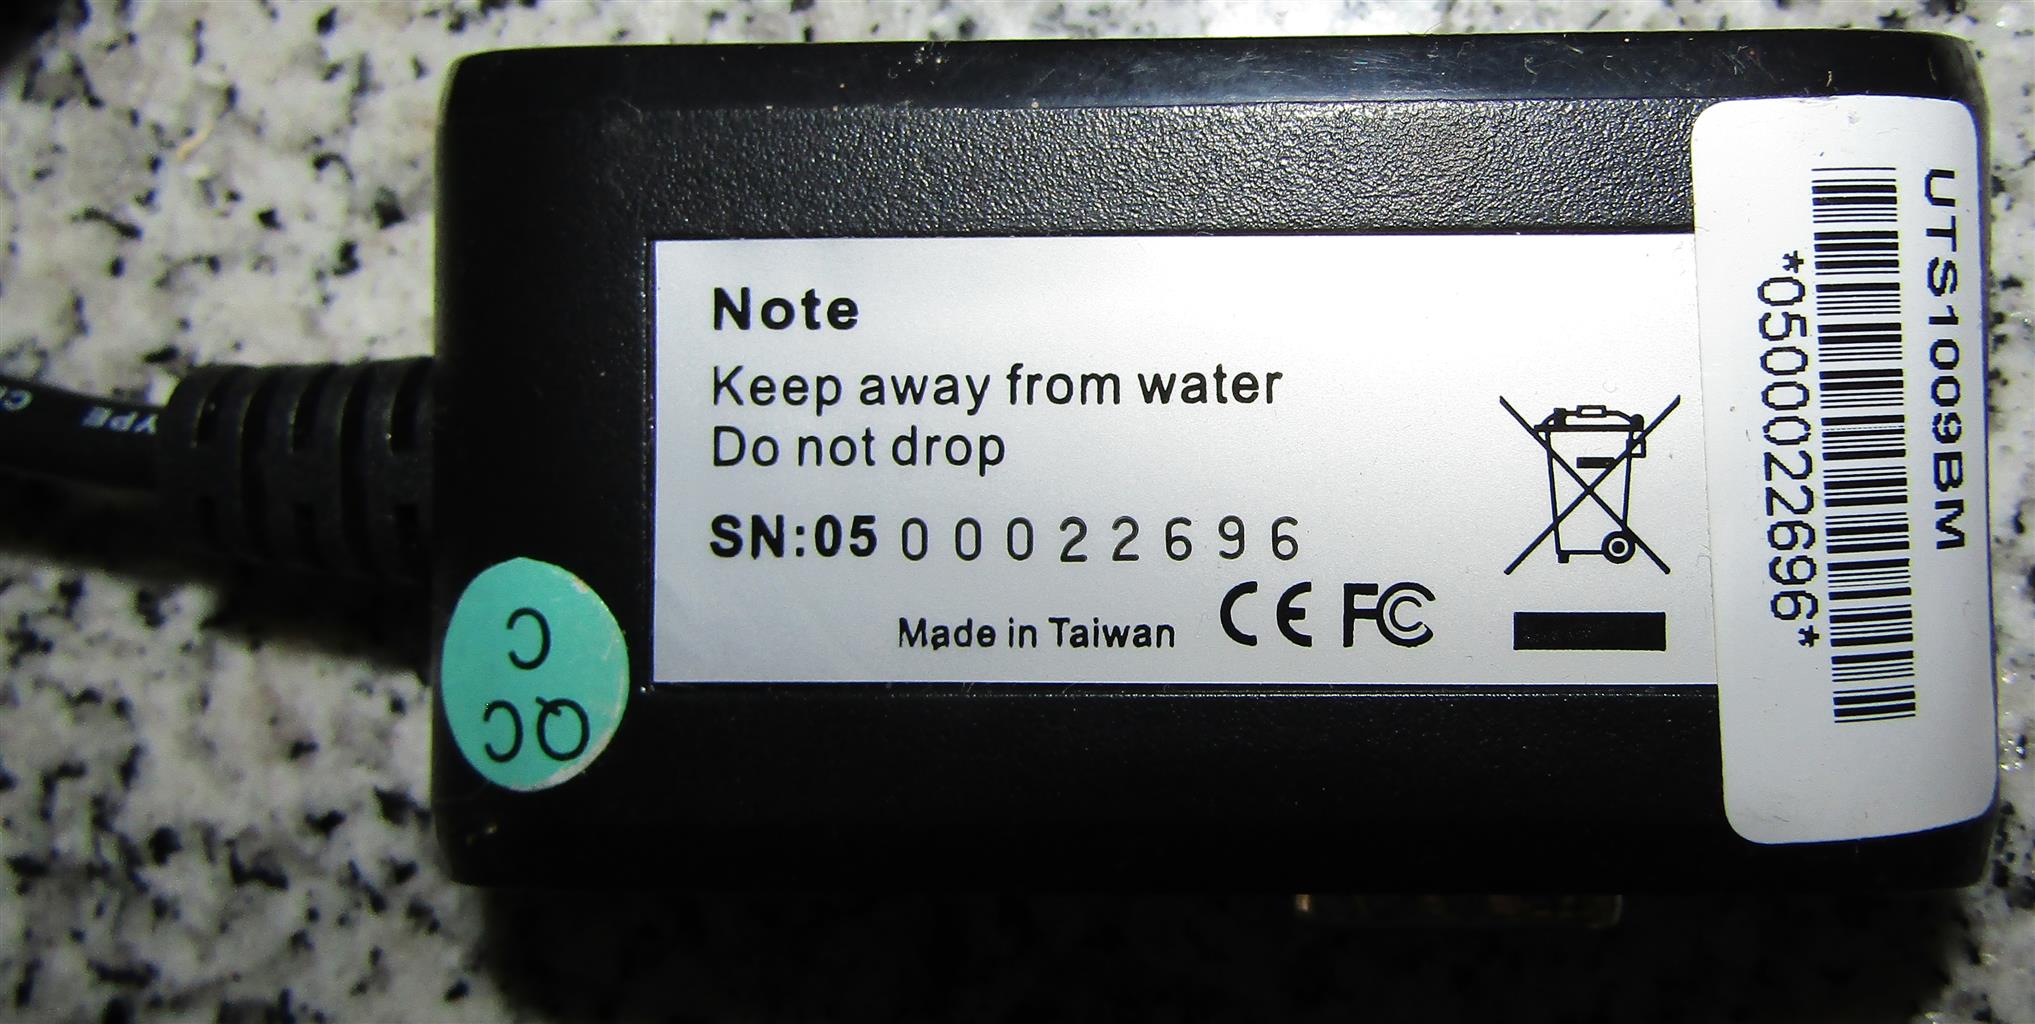 Note
Keep away from water
Do not drop
SN:05 00022696
Made in Taiwan CE FC
UTS1009BM
*0500022696*
C
QC
YPE